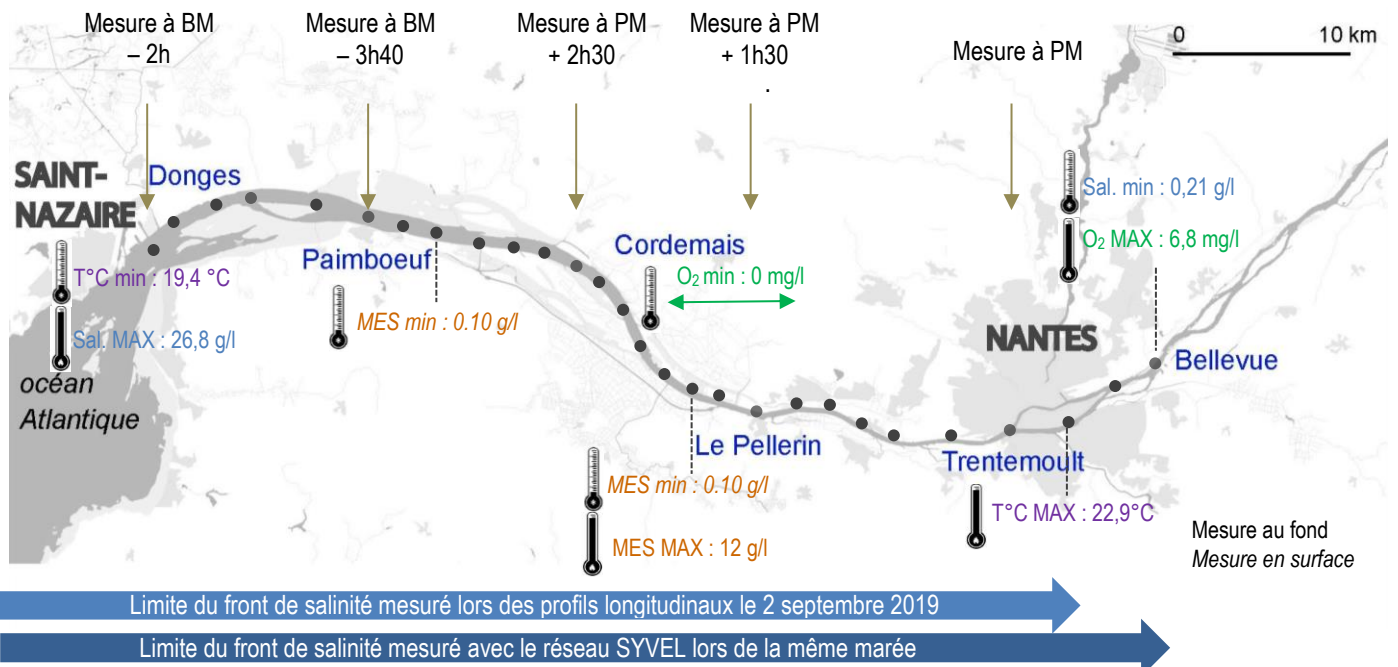 Mesure à BM
– 2h
Mesure à BM
– 3h40
Mesure à PM
+ 2h30
Mesure à PM
+ 1h30
.
Mesure à PM
0 10 km
SAINT-
NAZAIRE
Donges
Paimboeuf
Cordemais
Le Pellerin
Trentemoult
NANTES
Bellevue
T°C min : 19,4 °C
Sal. MAX : 26,8 g/l
océan
Atlantique
MES min : 0.10 g/l
O₂ min : 0 mg/l
MES min : 0.10 g/l
MES MAX : 12 g/l
Sal. min : 0,21 g/l
O₂ MAX : 6,8 mg/l
T°C MAX : 22,9°C
Mesure au fond
Mesure en surface
Limite du front de salinité mesuré lors des profils longitudinaux le 2 septembre 2019
Limite du front de salinité mesuré avec le réseau SYVEL lors de la même marée